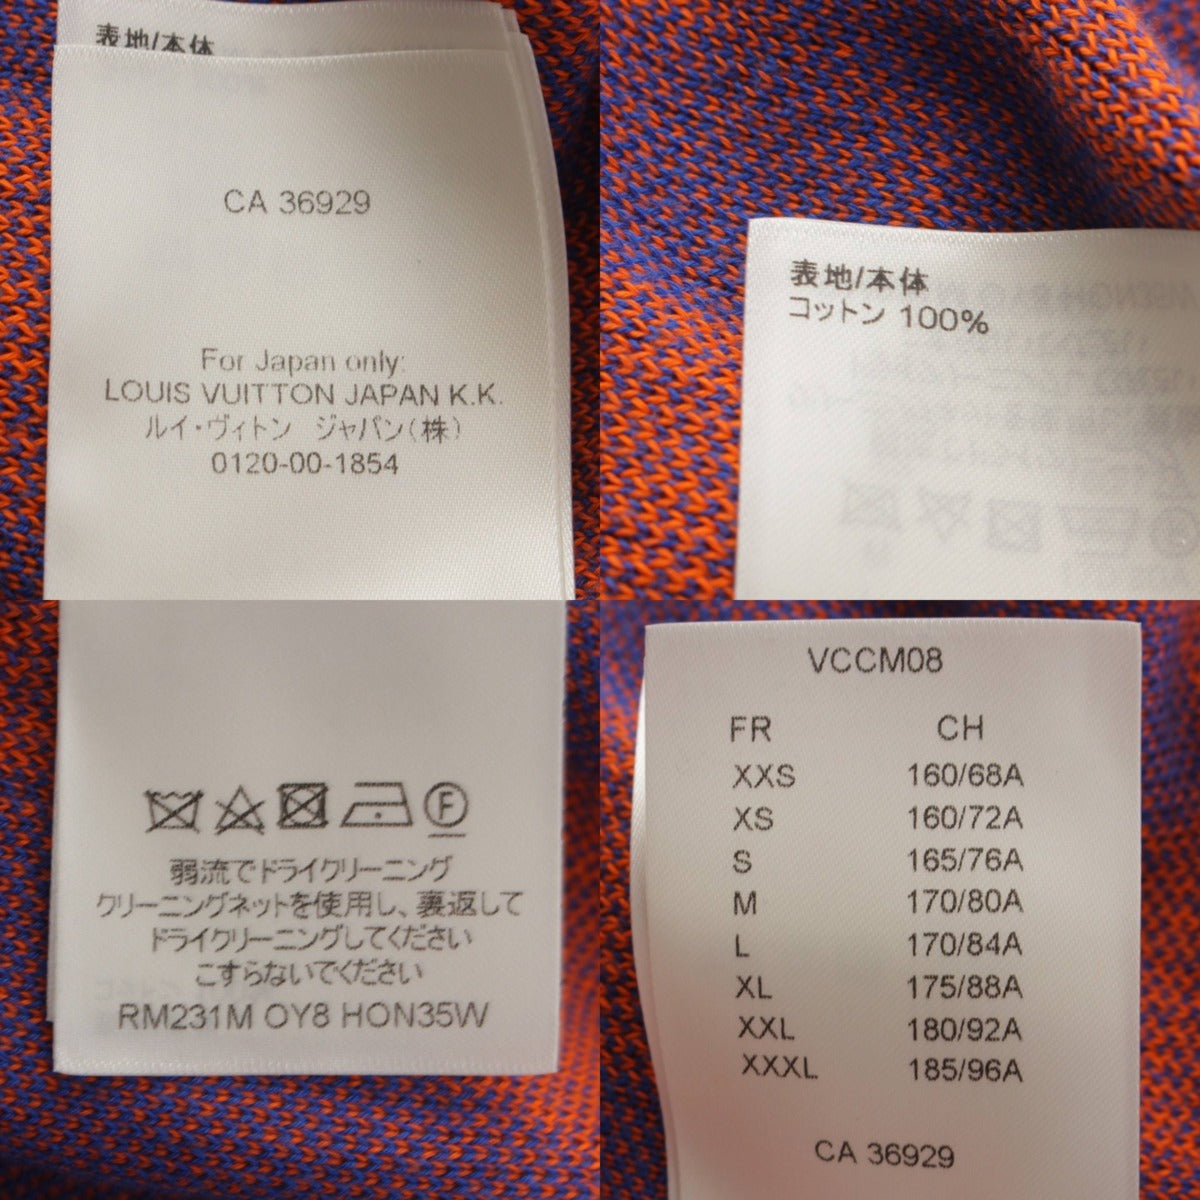 表地/本体
CA 36929
For Japan only:
LOUIS VUITTON JAPAN K.K.
ルイ・ヴィトン ジャパン(株)
0120-00-1854
表地/本体
コットン 100%
F
弱流でドライクリーニング
クリーニングネットを使用し、裏返して
ドライクリーニングしてください
こすらないでください
RM231M OY8 HON35W
VCCM08
FR CH
XXS 160/68A
XS 160/72A
S 165/76A
M 170/80A
L 170/84A
XL 175/88A
XXL 180/92A
XXXL 185/96A
CA 36929